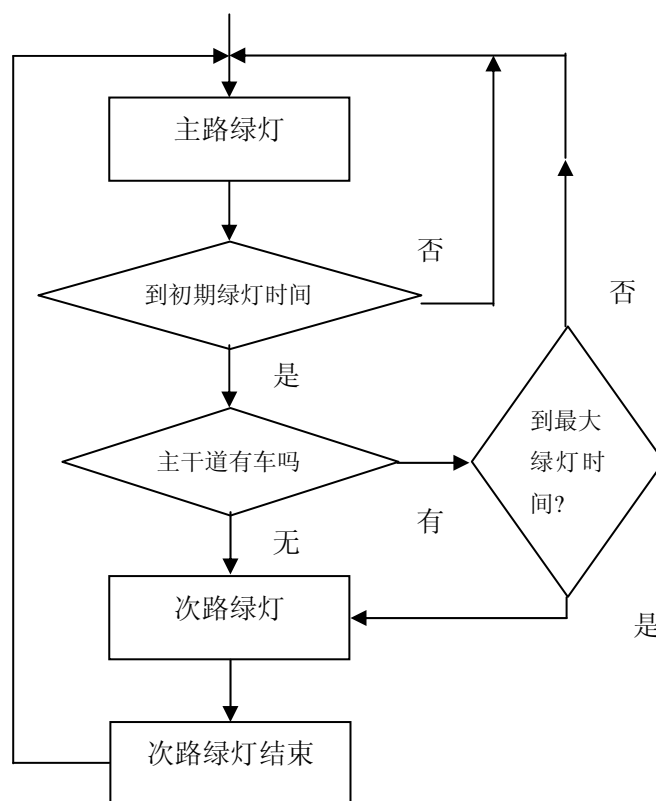 主路绿灯
否
到初期绿灯时间
否
是
到最大
绿灯时
间?
主干道有车吗
有
无
次路绿灯
是
次路绿灯结束